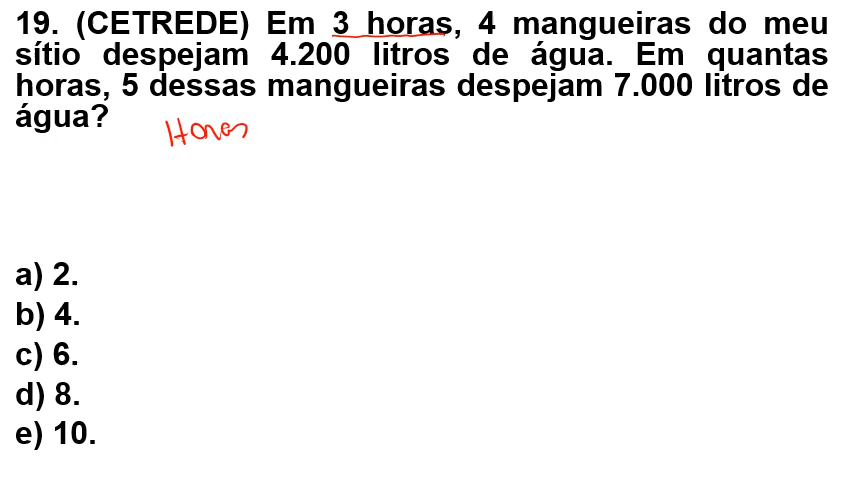 19. (CETREDE) Em 3 horas, 4 mangueiras do meu
sítio despejam 4.200 litros de água. Em quantas
horas, 5 dessas mangueiras despejam 7.000 litros de
água?
Horas
a) 2.
b) 4.
c) 6.
d) 8.
e) 10.